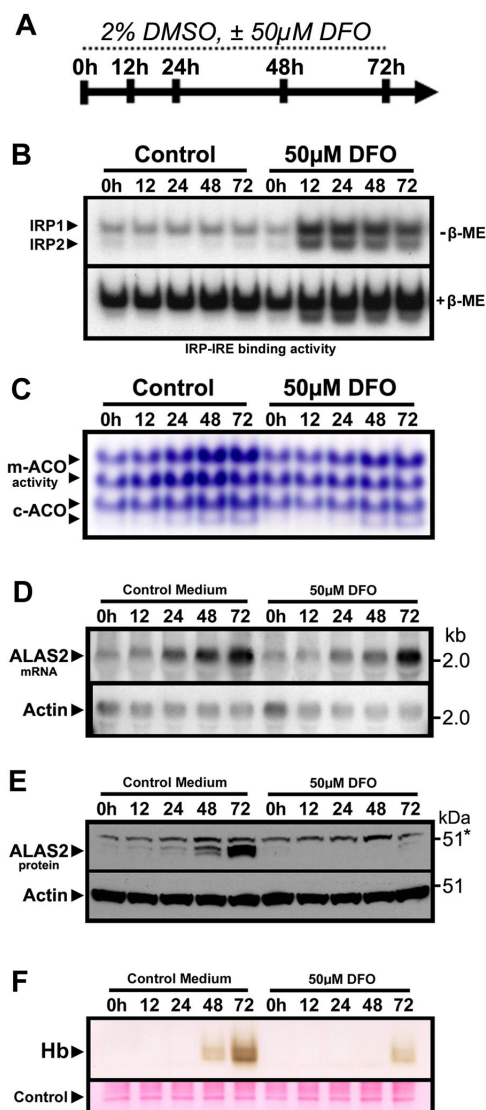 A
2% DMSO, ± 50µM DFO
0h 12h 24h 48h 72h
B
Control 50µM DFO
0h 12 24 48 72 0h 12 24 48 72
IRP1
IRP2
-β-ME
+β-ME
IRP-IRE binding activity
C
Control 50µM DFO
0h 12 24 48 72 0h 12 24 48 72
m-ACO
activity
c-ACO
D
Control Medium 50µM DFO
0h 12 24 48 72 0h 12 24 48 72
kb
ALAS2
mRNA
2.0
Actin
2.0
E
Control Medium 50µM DFO
0h 12 24 48 72 0h 12 24 48 72
kDa
51*
ALAS2
protein
51
Actin
F
Control Medium 50µM DFO
0h 12 24 48 72 0h 12 24 48 72
Hb
Control